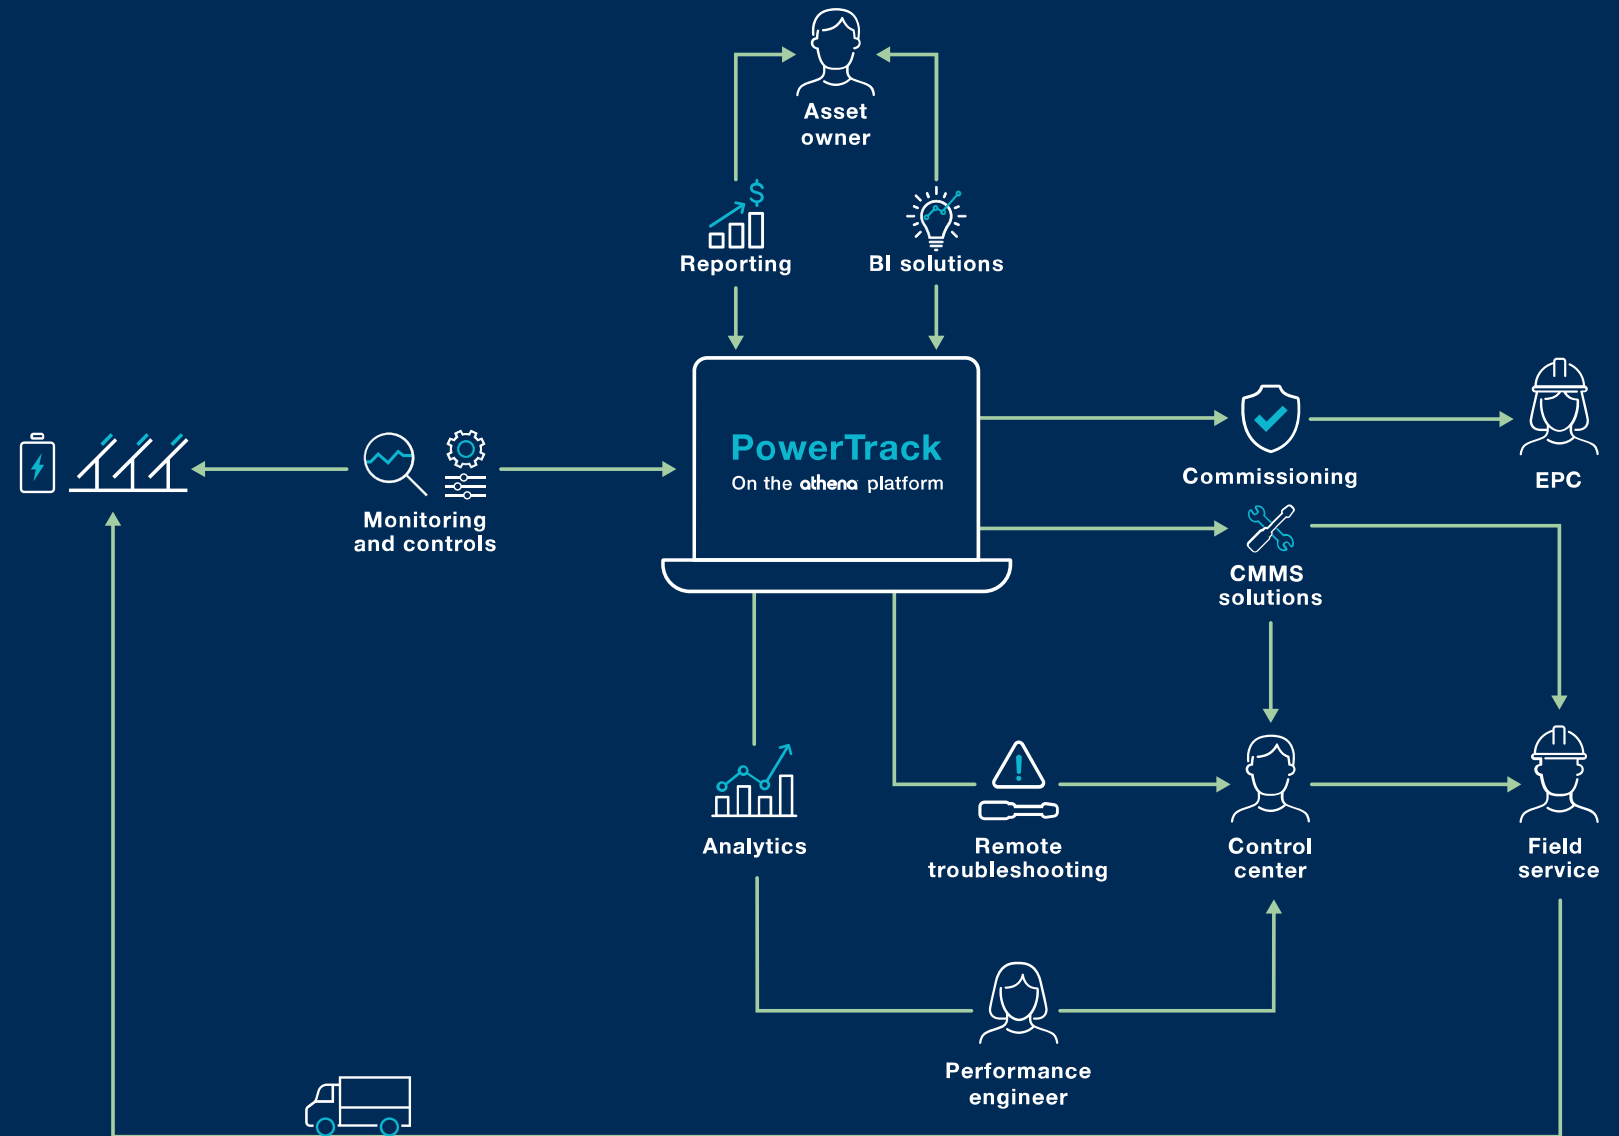 Asset
owner
$
Reporting
BI solutions
PowerTrack
On the athena platform
Commissioning
EPC
Monitoring
and controls
CMMS
solutions
Analytics
Remote
troubleshooting
Control
center
Field
service
Performance
engineer